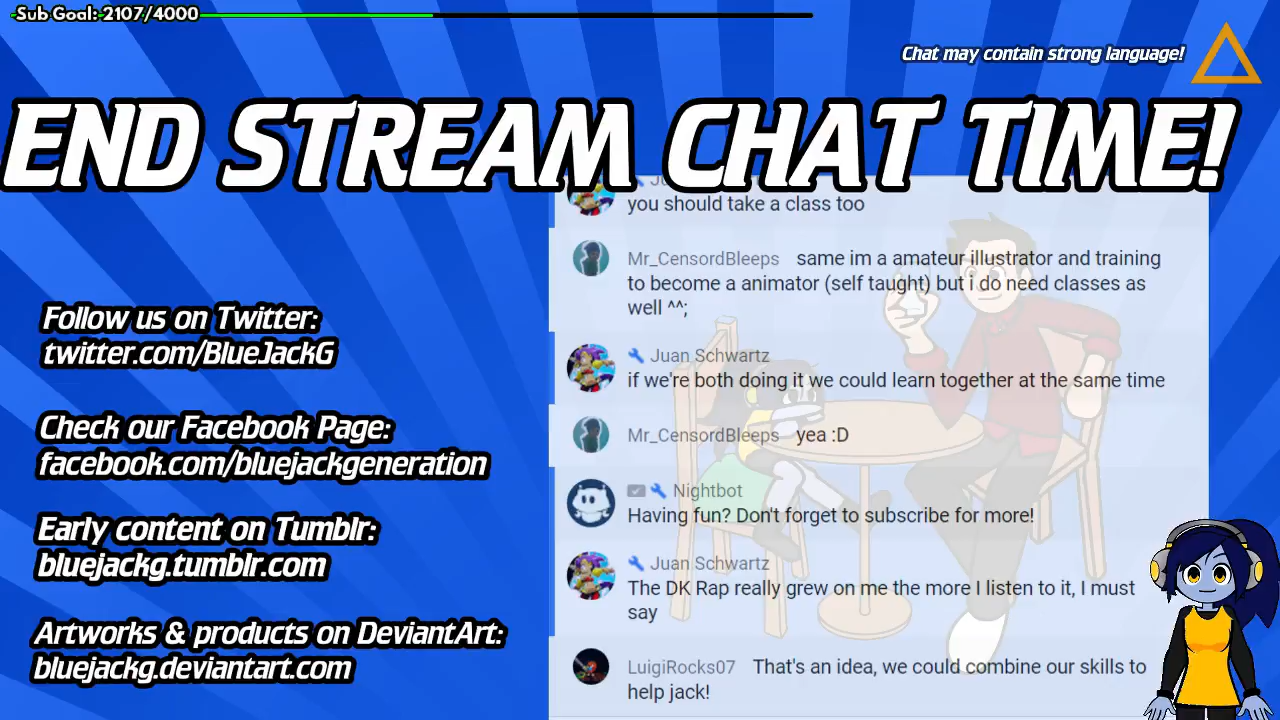 Sub Goal: 2107/4000
Chat may contain strong language!
END STREAM CHAT TIME!
you should take a class too
Mr_CensordBleeps same im a amateur illustrator and training
to become a animator (self taught) but i do need classes as
well ^^;
Juan Schwartz
if we're both doing it we could learn together at the same time
Mr_CensordBleeps yea :D
Nightbot
Having fun? Don't forget to subscribe for more!
Juan Schwartz
The DK Rap really grew on me the more I listen to it, I must
say
LuigiRocks07 That's an idea, we could combine our skills to
help jack!
Follow us on Twitter:
twitter.com/BlueJackG
Check our Facebook Page:
facebook.com/bluejackgeneration
Early content on Tumblr:
bluejackg.tumblr.com
Artworks & products on DeviantArt:
bluejackg.deviantart.com